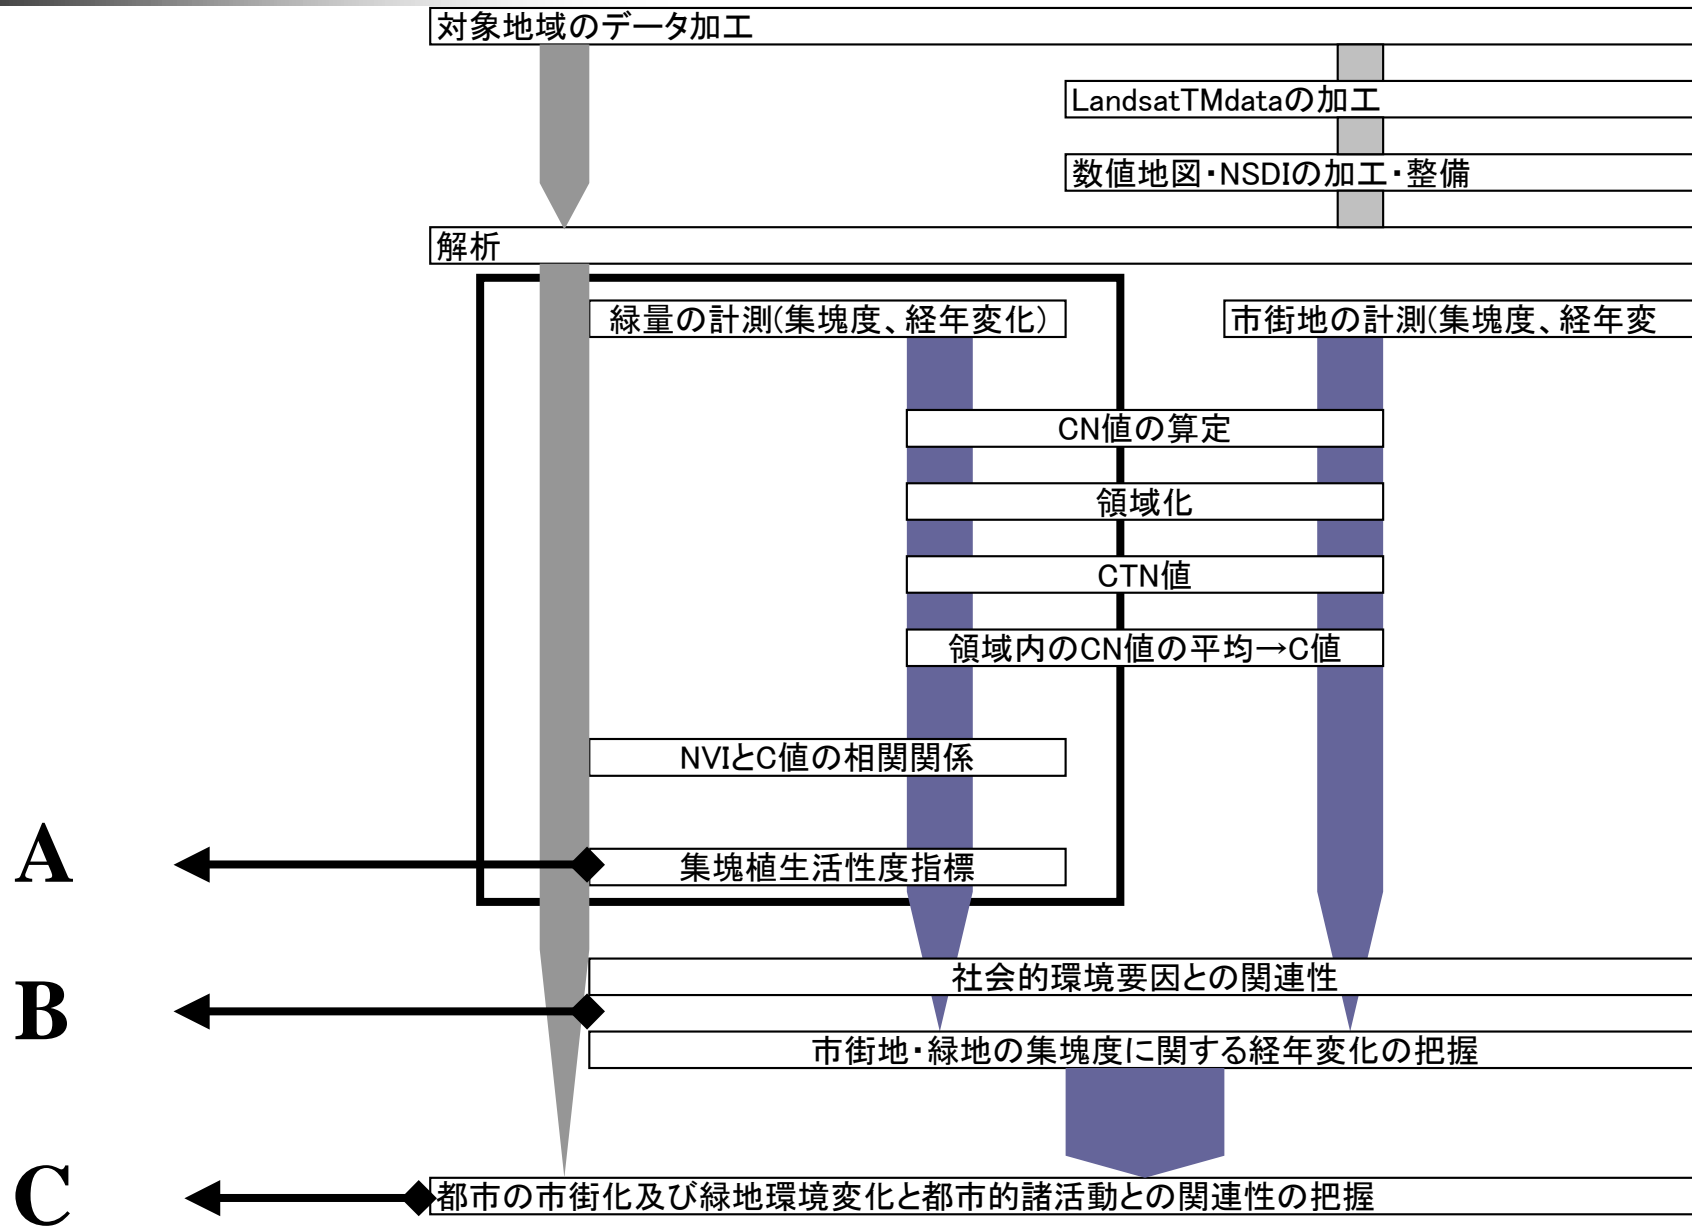 対象地域のデータ加工
LandsatTMdataの加工
数値地図・NSDIの加工・整備
解析
緑量の計測(集塊度、経年変化)
市街地の計測(集塊度、経年変
CN値の算定
領域化
CTN値
領域内のCN値の平均→C値
NVIとC値の相関関係
A
集塊植生活性度指標
社会的環境要因との関連性
B
市街地・緑地の集塊度に関する経年変化の把握
C
都市の市街化及び緑地環境変化と都市的諸活動との関連性の把握